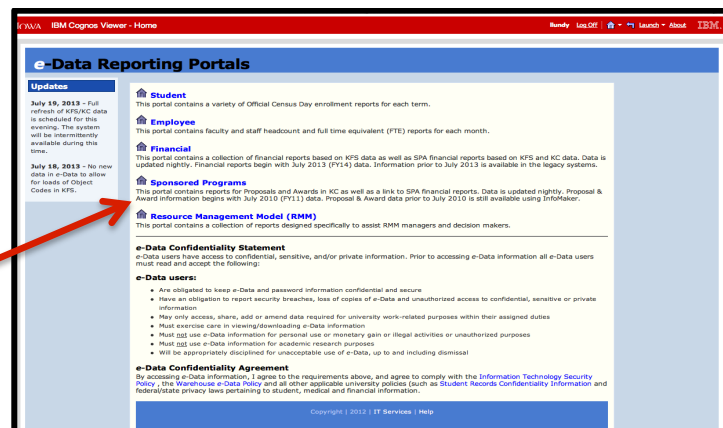 IOWA IBM Cognos Viewer - Home
Bundy Log Off Launch About IBM.
e-Data Reporting Portals
Updates
July 19, 2013 - Full
refresh of KFS/KC data
is scheduled for this
evening. The system
will be intermittently
available during this
time.
July 18, 2013 - No new
data in e-Data to allow
for loads of Object
Codes in KFS.
Student
This portal contains a variety of Official Census Day enrollment reports for each term.
Employee
This portal contains faculty and staff headcount and full time equivalent (FTE) reports for each month.
Financial
This portal contains a collection of financial reports based on KFS data as well as SPA financial reports based on KFS and KC data. Data is
updated nightly. Financial reports begin with July 2013 (FY14) data. Information prior to July 2013 is available in the legacy systems.
Sponsored Programs
This portal contains reports for Proposals and Awards in KC as well as a link to SPA financial reports. Data is updated nightly. Proposal &
Award information begins with July 2010 (FY11) data. Proposal & Award data prior to July 2010 is still available using InfoMaker.
Resource Management Model (RMM)
This portal contains a collection of reports designed specifically to assist RMM managers and decision makers.
e-Data Confidentiality Statement
e-Data users have access to confidential, sensitive, and/or private information. Prior to accessing e-Data information all e-Data users
must read and accept the following:
e-Data users:
• Are obligated to keep e-Data and password information confidential and secure
• Have an obligation to report security breaches, loss of copies of e-Data and unauthorized access to confidential, sensitive or private
information
• May only access, share, add or amend data required for university work-related purposes within their assigned duties
• Must exercise care in viewing/downloading e-Data information
• Must not use e-Data information for personal use or monetary gain or illegal activities or unauthorized purposes
• Must not use e-Data information for academic research purposes
• Will be appropriately disciplined for unacceptable use of e-Data, up to and including dismissal
e-Data Confidentiality Agreement
By accessing e-Data information, I agree to the requirements above, and agree to comply with the Information Technology Security
Policy , the Warehouse e-Data Policy and all other applicable university policies (such as Student Records Confidentiality Information and
federal/state privacy laws pertaining to student, medical and financial information.
Copyright | 2012 | IT Services | Help